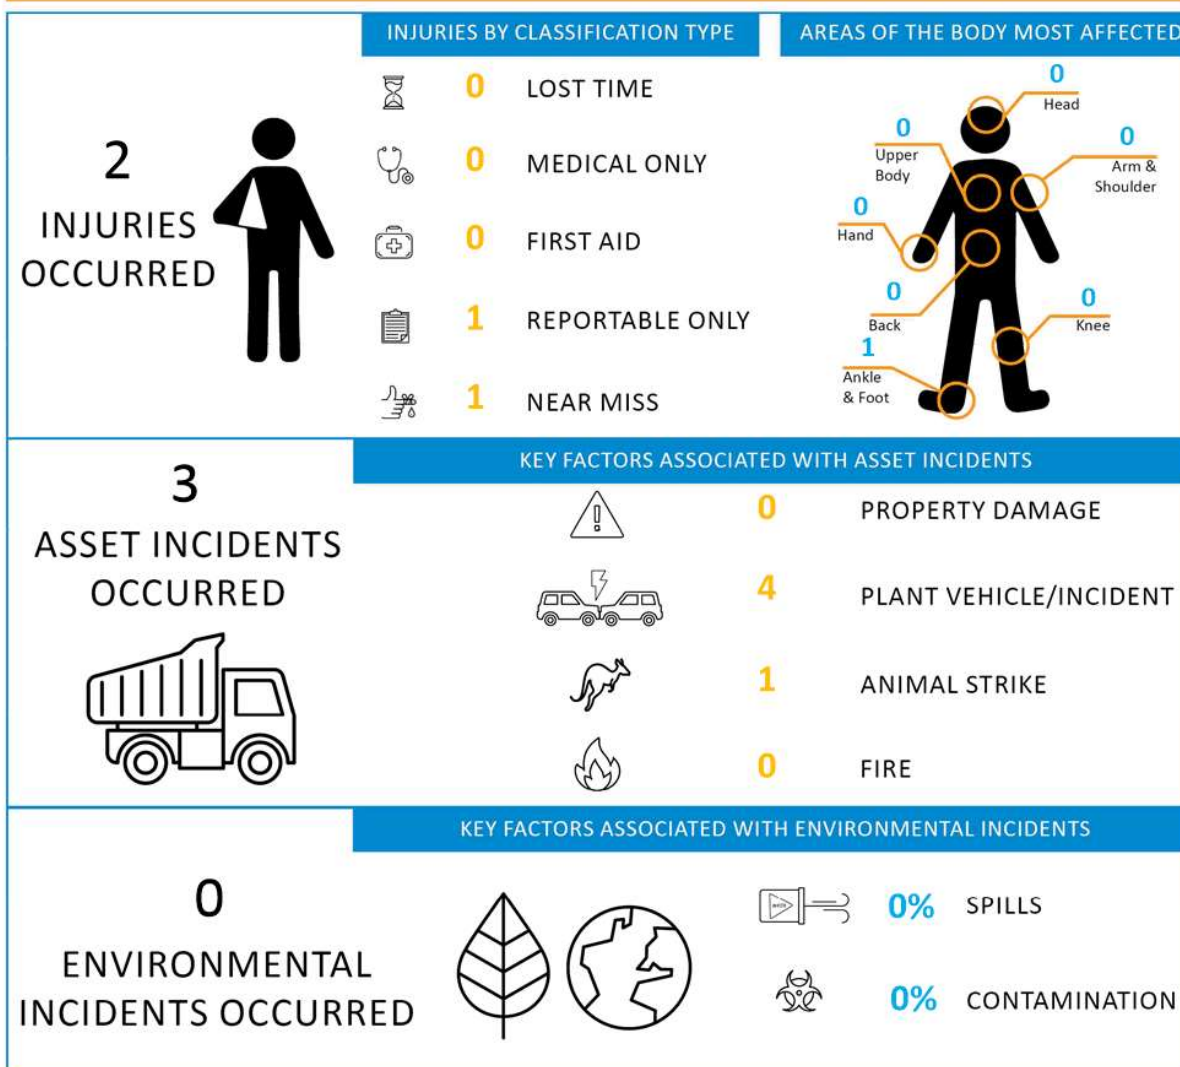 INJURIES BY CLASSIFICATION TYPE
AREAS OF THE BODY MOST AFFECTED
2
INJURIES
OCCURRED
0 LOST TIME
0 MEDICAL ONLY
0 FIRST AID
1 REPORTABLE ONLY
1 NEAR MISS
0
Head
0
Upper
Body
0
Arm &
Shoulder
0
Hand
0
Back
0
Knee
1
Ankle
& Foot
3
ASSET INCIDENTS
OCCURRED
KEY FACTORS ASSOCIATED WITH ASSET INCIDENTS
0 PROPERTY DAMAGE
4 PLANT VEHICLE/INCIDENT
1 ANIMAL STRIKE
0 FIRE
KEY FACTORS ASSOCIATED WITH ENVIRONMENTAL INCIDENTS
0
ENVIRONMENTAL
INCIDENTS OCCURRED
0% SPILLS
0% CONTAMINATION